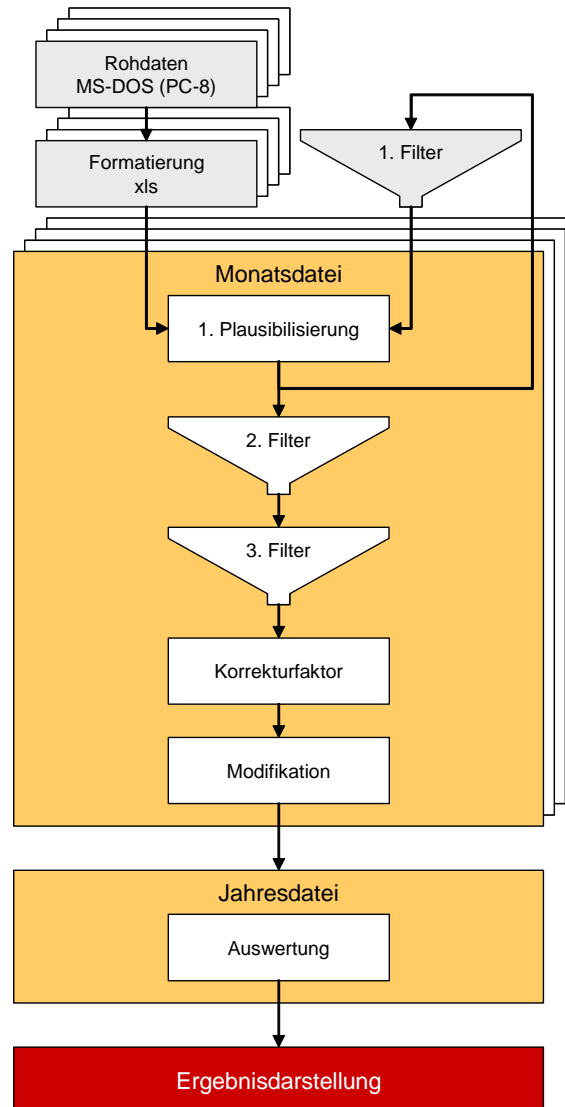 Rohdaten
MS-DOS (PC-8)
Formatierung
xls
1. Filter
Monatsdatei
1. Plausibilisierung
2. Filter
3. Filter
Korrekturfaktor
Modifikation
Jahresdatei
Auswertung
Ergebnisdarstellung